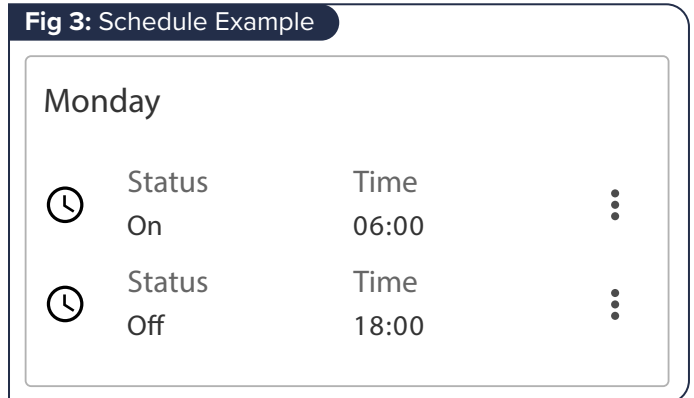 Fig 3: Schedule Example
Monday
Status Time
On 06:00
Status Time
Off 18:00